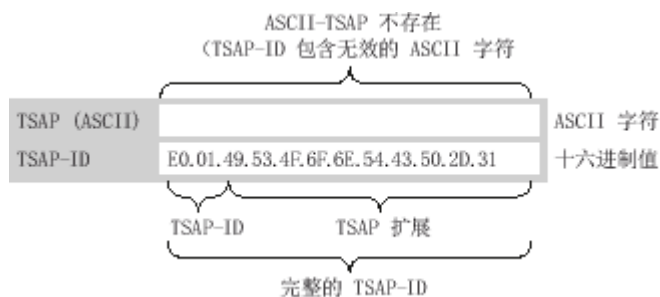 ASCII-TSAP 不存在
(TSAP-ID 包含无效的 ASCII 字符
TSAP (ASCII)
ASCII 字符
TSAP-ID
E0.01.49.53.4F.6F.6E.54.43.50.2D.31
十六进制值
TSAP-ID
TSAP 扩展
完整的 TSAP-ID